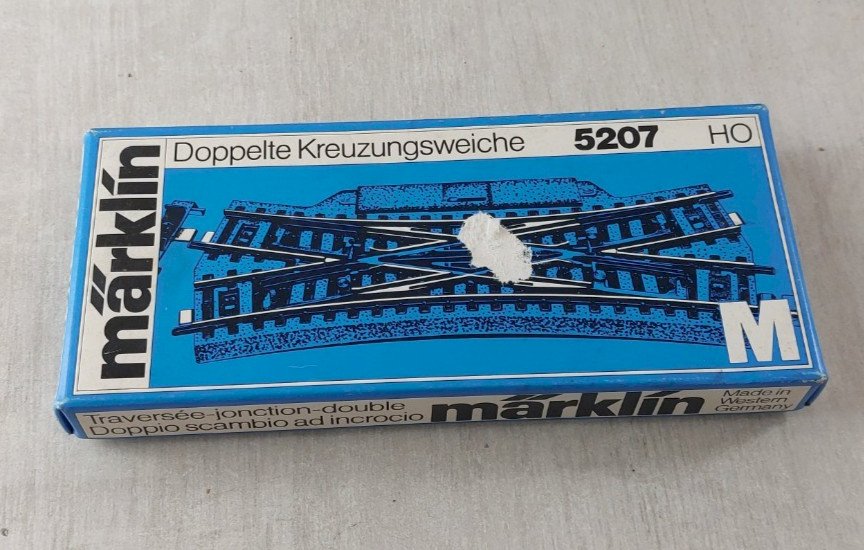 märklin
Doppelte Kreuzungsweiche 5207 HO
M
Traversée-jonction-double
Doppio scambio ad incrocio
märklin
Made in
Western
Germany